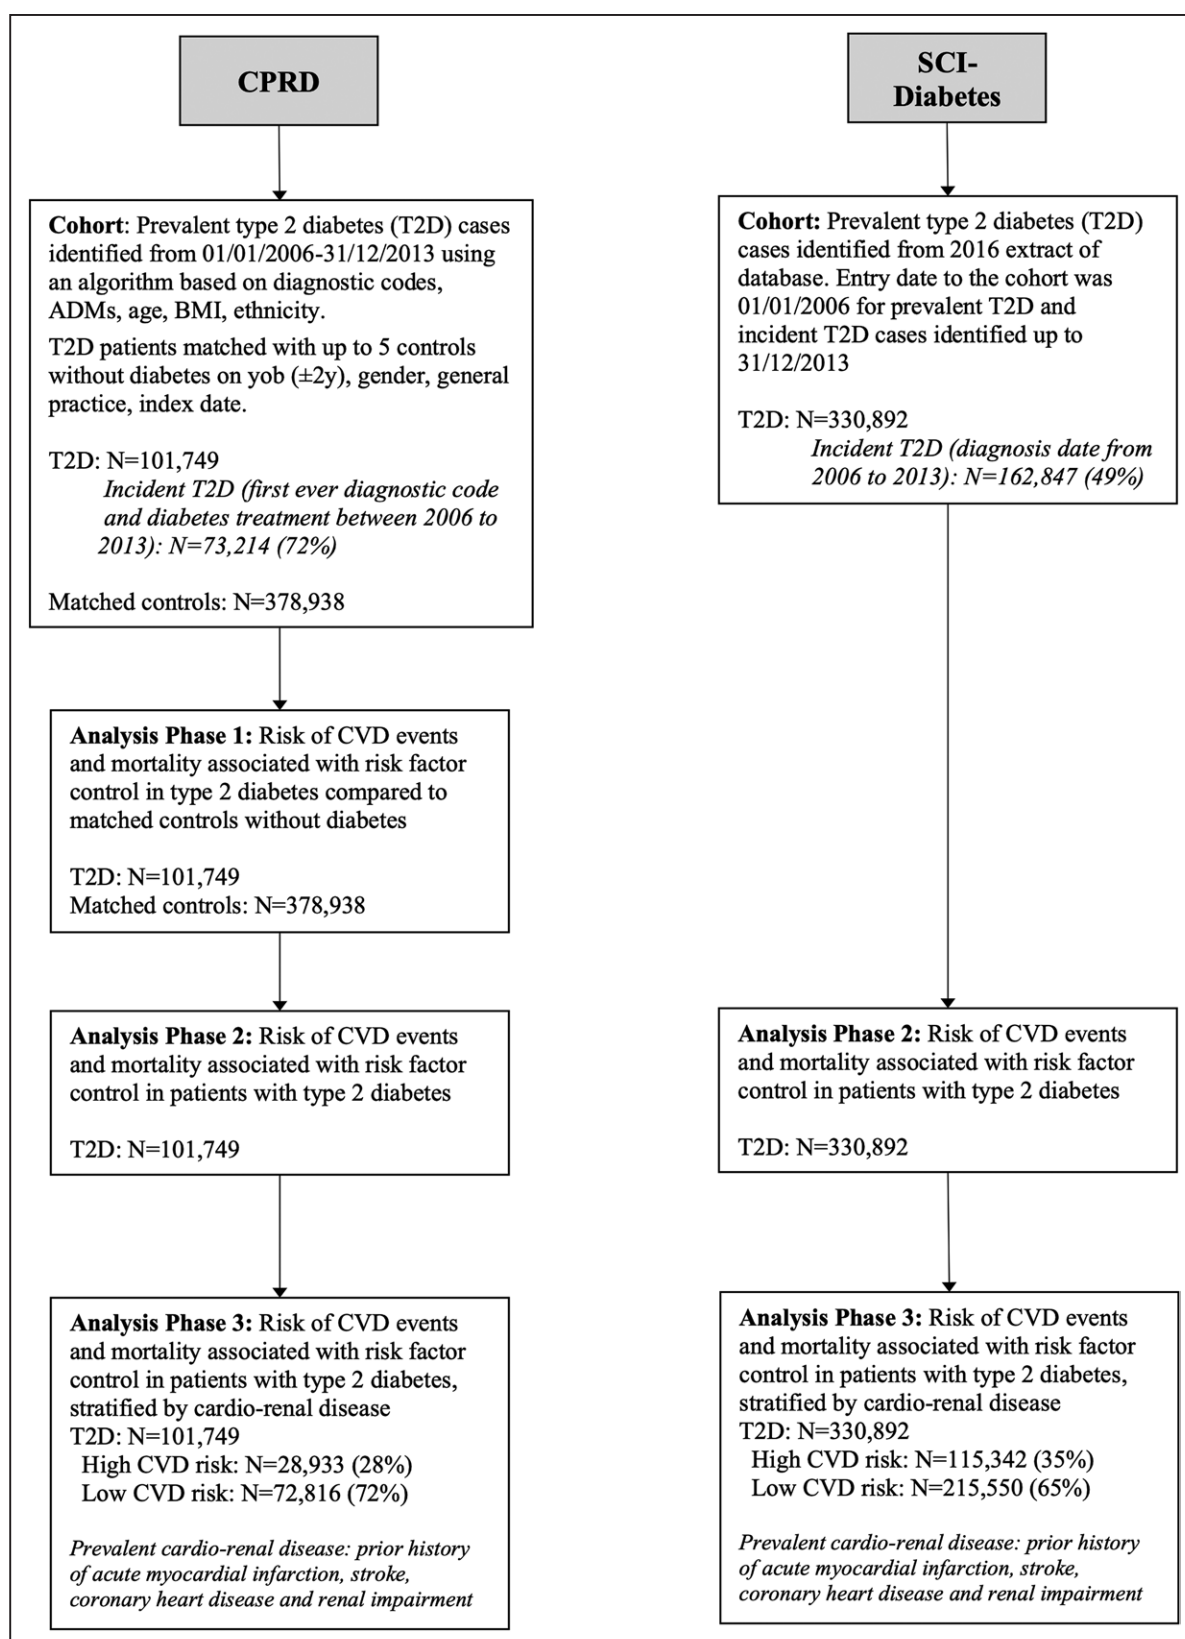 CPRD
Cohort: Prevalent type 2 diabetes (T2D) cases
identified from 01/01/2006-31/12/2013 using
an algorithm based on diagnostic codes,
ADMs, age, BMI, ethnicity.
T2D patients matched with up to 5 controls
without diabetes on yob (±2y), gender, general
practice, index date.
T2D: N=101,749
Incident T2D (first ever diagnostic code
and diabetes treatment between 2006 to
2013): N=73,214 (72%)
Matched controls: N=378,938
Analysis Phase 1: Risk of CVD events
and mortality associated with risk factor
control in type 2 diabetes compared to
matched controls without diabetes
T2D: N=101,749
Matched controls: N=378,938
Analysis Phase 2: Risk of CVD events
and mortality associated with risk factor
control in patients with type 2 diabetes
T2D: N=101,749
Analysis Phase 3: Risk of CVD events
and mortality associated with risk factor
control in patients with type 2 diabetes,
stratified by cardio-renal disease
T2D: N=101,749
High CVD risk: N=28,933 (28%)
Low CVD risk: N=72,816 (72%)
Prevalent cardio-renal disease: prior history
of acute myocardial infarction, stroke,
coronary heart disease and renal impairment
SCI-
Diabetes
Cohort: Prevalent type 2 diabetes (T2D)
cases identified from 2016 extract of
database. Entry date to the cohort was
01/01/2006 for prevalent T2D and
incident T2D cases identified up to
31/12/2013
T2D: N=330,892
Incident T2D (diagnosis date from
2006 to 2013): N=162,847 (49%)
Analysis Phase 2: Risk of CVD events
and mortality associated with risk factor
control in patients with type 2 diabetes
T2D: N=330,892
Analysis Phase 3: Risk of CVD events
and mortality associated with risk factor
control in patients with type 2 diabetes,
stratified by cardio-renal disease
T2D: N=330,892
High CVD risk: N=115,342 (35%)
Low CVD risk: N=215,550 (65%)
Prevalent cardio-renal disease: prior history
of acute myocardial infarction, stroke,
coronary heart disease and renal impairment